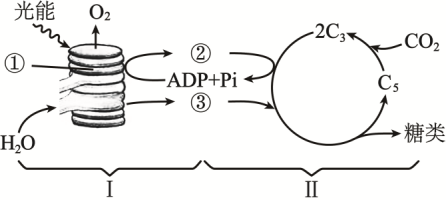 光能
O₂
①
②
2C₃
CO₂
ADP+Pi
C₅
③
H₂O
糖类
Ⅰ
Ⅱ